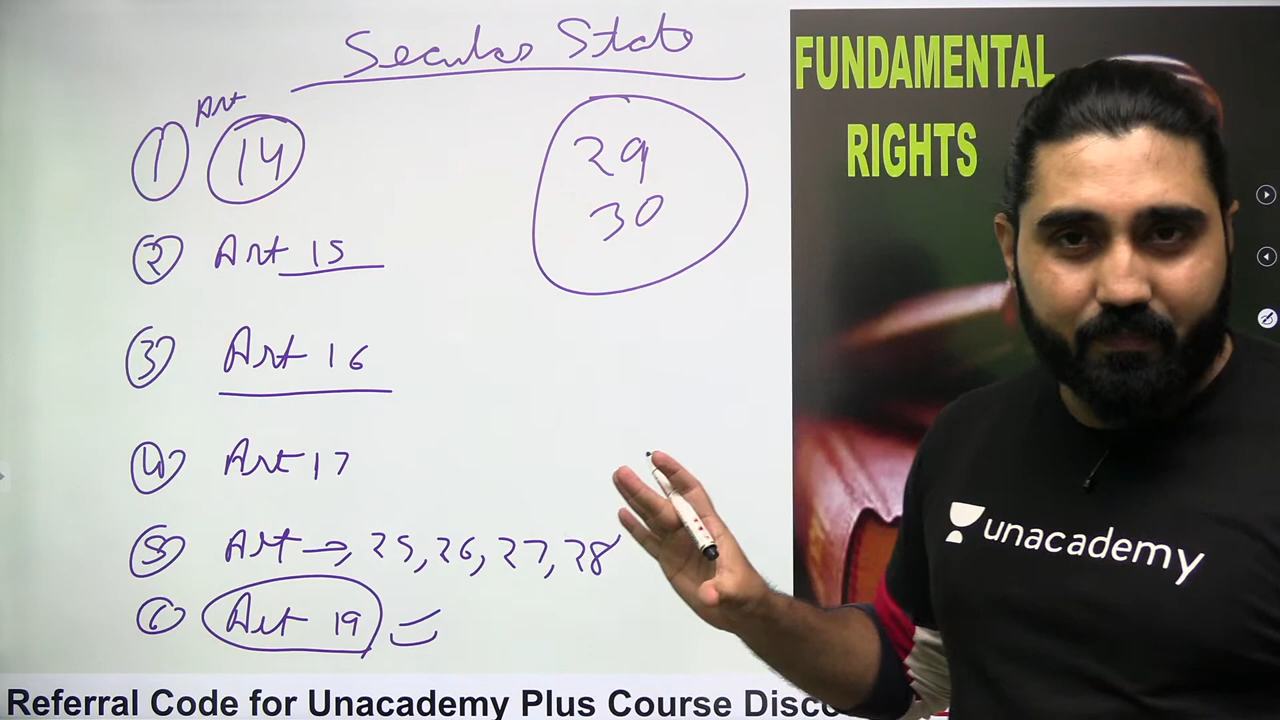 Secular State
Art
① 14
② Art 15
③ Art 16
④ Art 17
⑤ Art → 25, 26, 27, 28
⑥ Art 19
29
30
FUNDAMENTAL
RIGHTS
unacademy
Referral Code for Unacademy Plus Course Disco